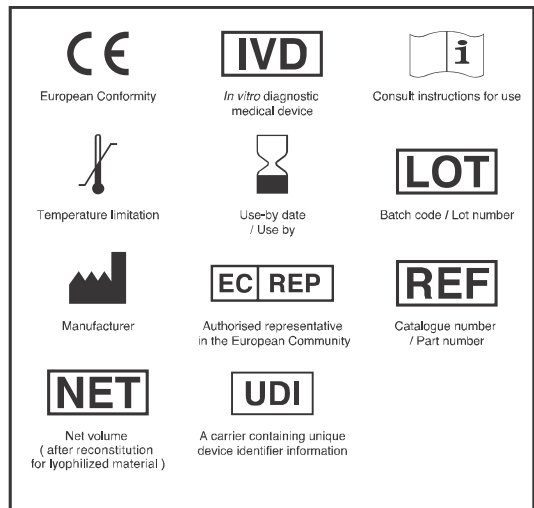 CE
European Conformity
IVD
In vitro diagnostic
medical device
i
Consult instructions for use
Temperature limitation
Use-by date
/ Use by
LOT
Batch code / Lot number
Manufacturer
EC REP
Authorised representative
in the European Community
REF
Catalogue number
/ Part number
NET
Net volume
( after reconstitution
for lyophilized material )
UDI
A carrier containing unique
device identifier information